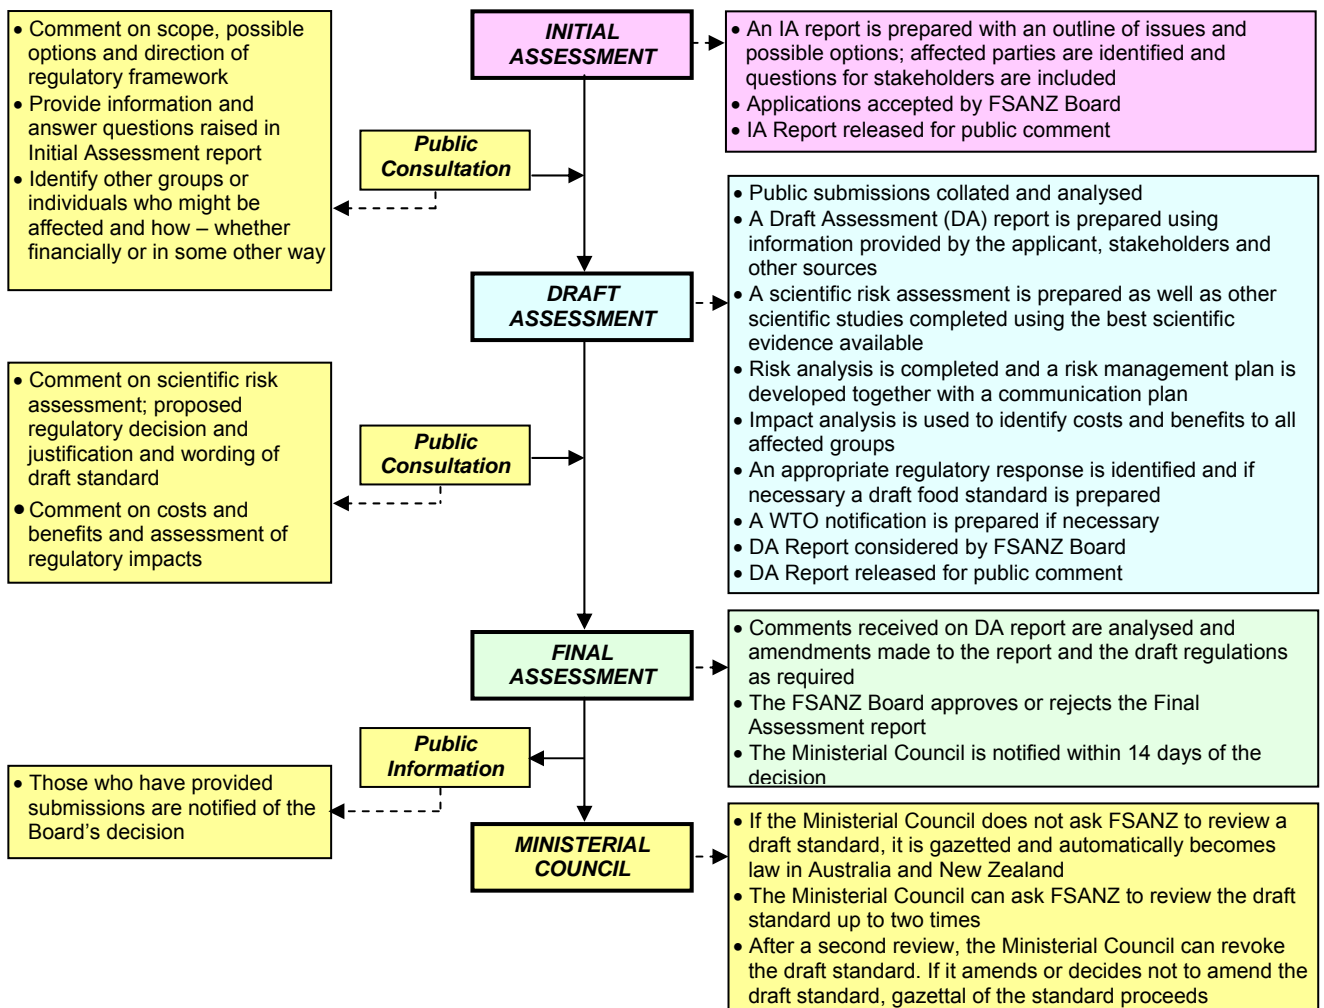 • Comment on scope, possible
options and direction of
regulatory framework
• Provide information and
answer questions raised in
Initial Assessment report
• Identify other groups or
individuals who might be
affected and how – whether
financially or in some other way
INITIAL
ASSESSMENT
• An IA report is prepared with an outline of issues and
possible options; affected parties are identified and
questions for stakeholders are included
• Applications accepted by FSANZ Board
• IA Report released for public comment
Public
Consultation
DRAFT
ASSESSMENT
• Public submissions collated and analysed
• A Draft Assessment (DA) report is prepared using
information provided by the applicant, stakeholders and
other sources
• A scientific risk assessment is prepared as well as other
scientific studies completed using the best scientific
evidence available
• Risk analysis is completed and a risk management plan is
developed together with a communication plan
• Impact analysis is used to identify costs and benefits to all
affected groups
• An appropriate regulatory response is identified and if
necessary a draft food standard is prepared
• A WTO notification is prepared if necessary
• DA Report considered by FSANZ Board
• DA Report released for public comment
• Comment on scientific risk
assessment; proposed
regulatory decision and
justification and wording of
draft standard
• Comment on costs and
benefits and assessment of
regulatory impacts
Public
Consultation
FINAL
ASSESSMENT
• Comments received on DA report are analysed and
amendments made to the report and the draft regulations
as required
• The FSANZ Board approves or rejects the Final
Assessment report
• The Ministerial Council is notified within 14 days of the
decision
Public
Information
• Those who have provided
submissions are notified of the
Board’s decision
MINISTERIAL
COUNCIL
• If the Ministerial Council does not ask FSANZ to review a
draft standard, it is gazetted and automatically becomes
law in Australia and New Zealand
• The Ministerial Council can ask FSANZ to review the draft
standard up to two times
• After a second review, the Ministerial Council can revoke
the draft standard. If it amends or decides not to amend the
draft standard, gazettal of the standard proceeds